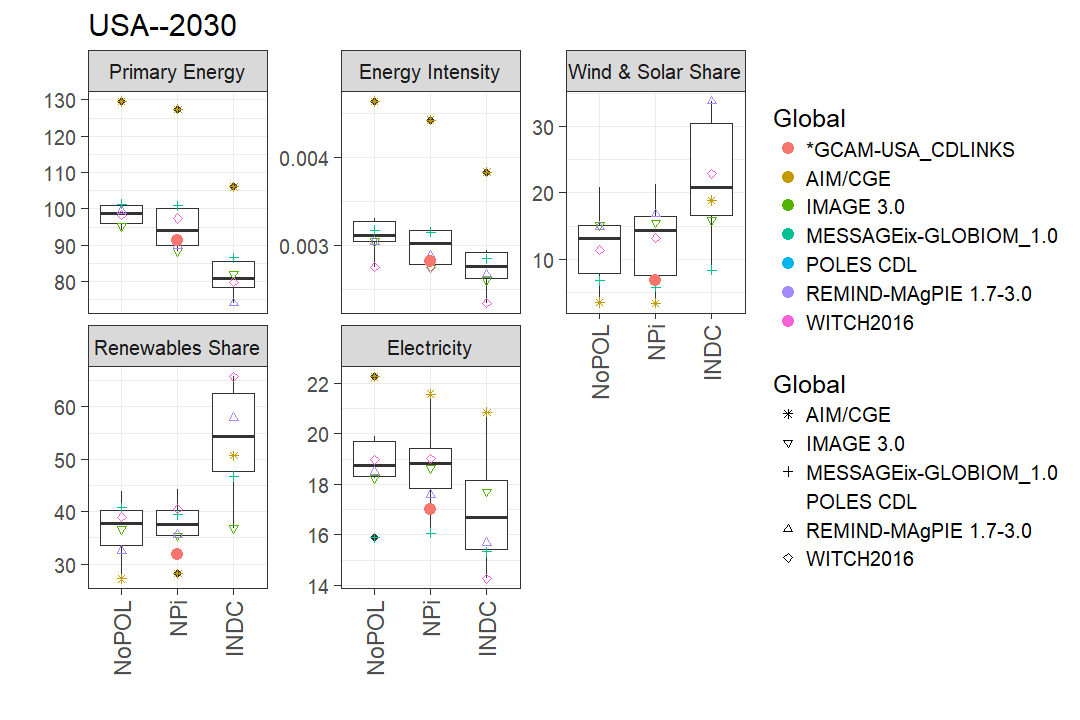 USA--2030
Primary Energy
Energy Intensity
Wind & Solar Share
130
120
110
100
90
80
0.004
0.003
30
20
10
NoPOL
NPi
INDC
Renewables Share
Electricity
60
50
40
30
22
20
18
16
14
NoPOL
NPi
INDC
NoPOL
NPi
INDC
Global
*GCAM-USA_CDLINKS
AIM/CGE
IMAGE 3.0
MESSAGEix-GLOBIOM_1.0
POLES CDL
REMIND-MAgPIE 1.7-3.0
WITCH2016
Global
AIM/CGE
IMAGE 3.0
MESSAGEix-GLOBIOM_1.0
POLES CDL
REMIND-MAgPIE 1.7-3.0
WITCH2016